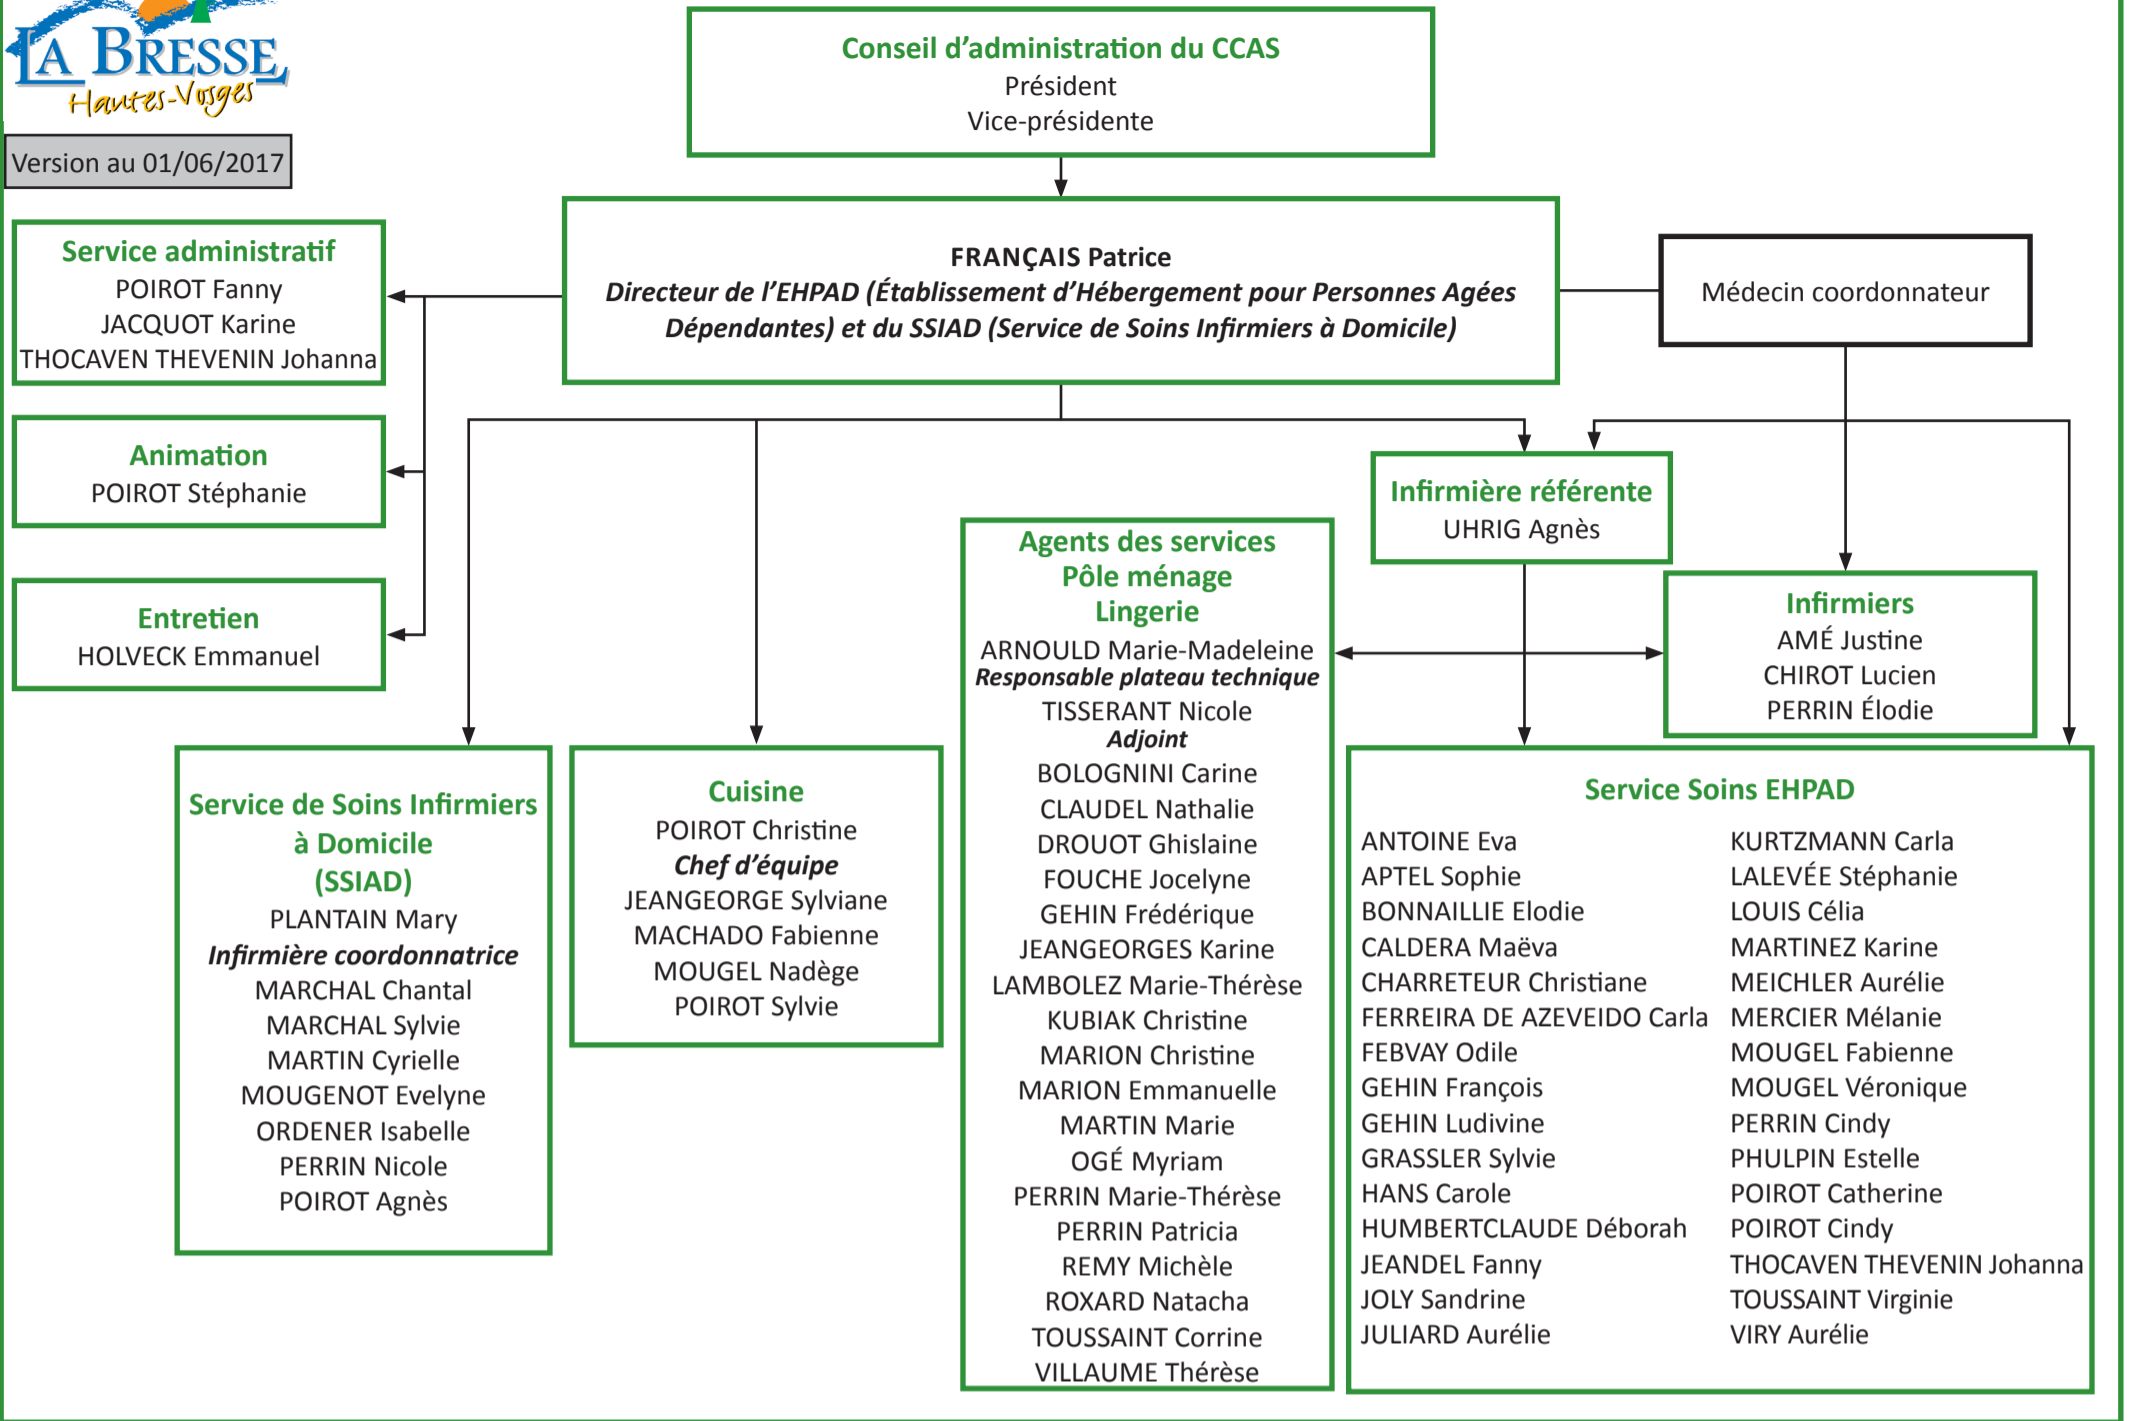 LA BRESSE
Hautes-Vosges
Version au 01/06/2017
Conseil d'administration du CCAS
Président
Vice-présidente
FRANÇAIS Patrice
Directeur de l'EHPAD (Établissement d'Hébergement pour Personnes Agées
Dépendantes) et du SSIAD (Service de Soins Infirmiers à Domicile)
Médecin coordonnateur
Service administratif
POIROT Fanny
JACQUOT Karine
THOCAVEN THEVENIN Johanna
Animation
POIROT Stéphanie
Entretien
HOLVECK Emmanuel
Service de Soins Infirmiers
à Domicile
(SSIAD)
PLANTAIN Mary
Infirmière coordonnatrice
MARCHAL Chantal
MARCHAL Sylvie
MARTIN Cyrielle
MOUGENOT Evelyne
ORDENER Isabelle
PERRIN Nicole
POIROT Agnès
Cuisine
POIROT Christine
Chef d'équipe
JEANGEORGE Sylviane
MACHADO Fabienne
MOUGEL Nadège
POIROT Sylvie
Agents des services
Pôle ménage
Lingerie
ARNOULD Marie-Madeleine
Responsable plateau technique
TISSERANT Nicole
Adjoint
BOLOGNINI Carine
CLAUDEL Nathalie
DROUOT Ghislaine
FOUCHE Jocelyne
GEHIN Frédérique
JEANGEORGES Karine
LAMBOLEZ Marie-Thérèse
KUBIAK Christine
MARION Christine
MARION Emmanuelle
MARTIN Marie
OGÉ Myriam
PERRIN Marie-Thérèse
PERRIN Patricia
REMY Michèle
ROXARD Natacha
TOUSSAINT Corrine
VILLAUME Thérèse
Infirmière référente
UHRIG Agnès
Infirmiers
AMÉ Justine
CHIROT Lucien
PERRIN Élodie
Service Soins EHPAD
ANTOINE Eva
APTEL Sophie
BONNAILLIE Elodie
CALDERA Maëva
CHARRETEUR Christiane
FERREIRA DE AZEVEIDO Carla
FEBVAY Odile
GEHIN François
GEHIN Ludivine
GRASSLER Sylvie
HANS Carole
HUMBERTCLAUDE Déborah
JEANDEL Fanny
JOLY Sandrine
JULIARD Aurélie
KURTZMANN Carla
LALEVÉE Stéphanie
LOUIS Célia
MARTINEZ Karine
MEICHLER Aurélie
MERCIER Mélanie
MOUGEL Fabienne
MOUGEL Véronique
PERRIN Cindy
PHULPIN Estelle
POIROT Catherine
POIROT Cindy
THOCAVEN THEVENIN Johanna
TOUSSAINT Virginie
VIRY Aurélie